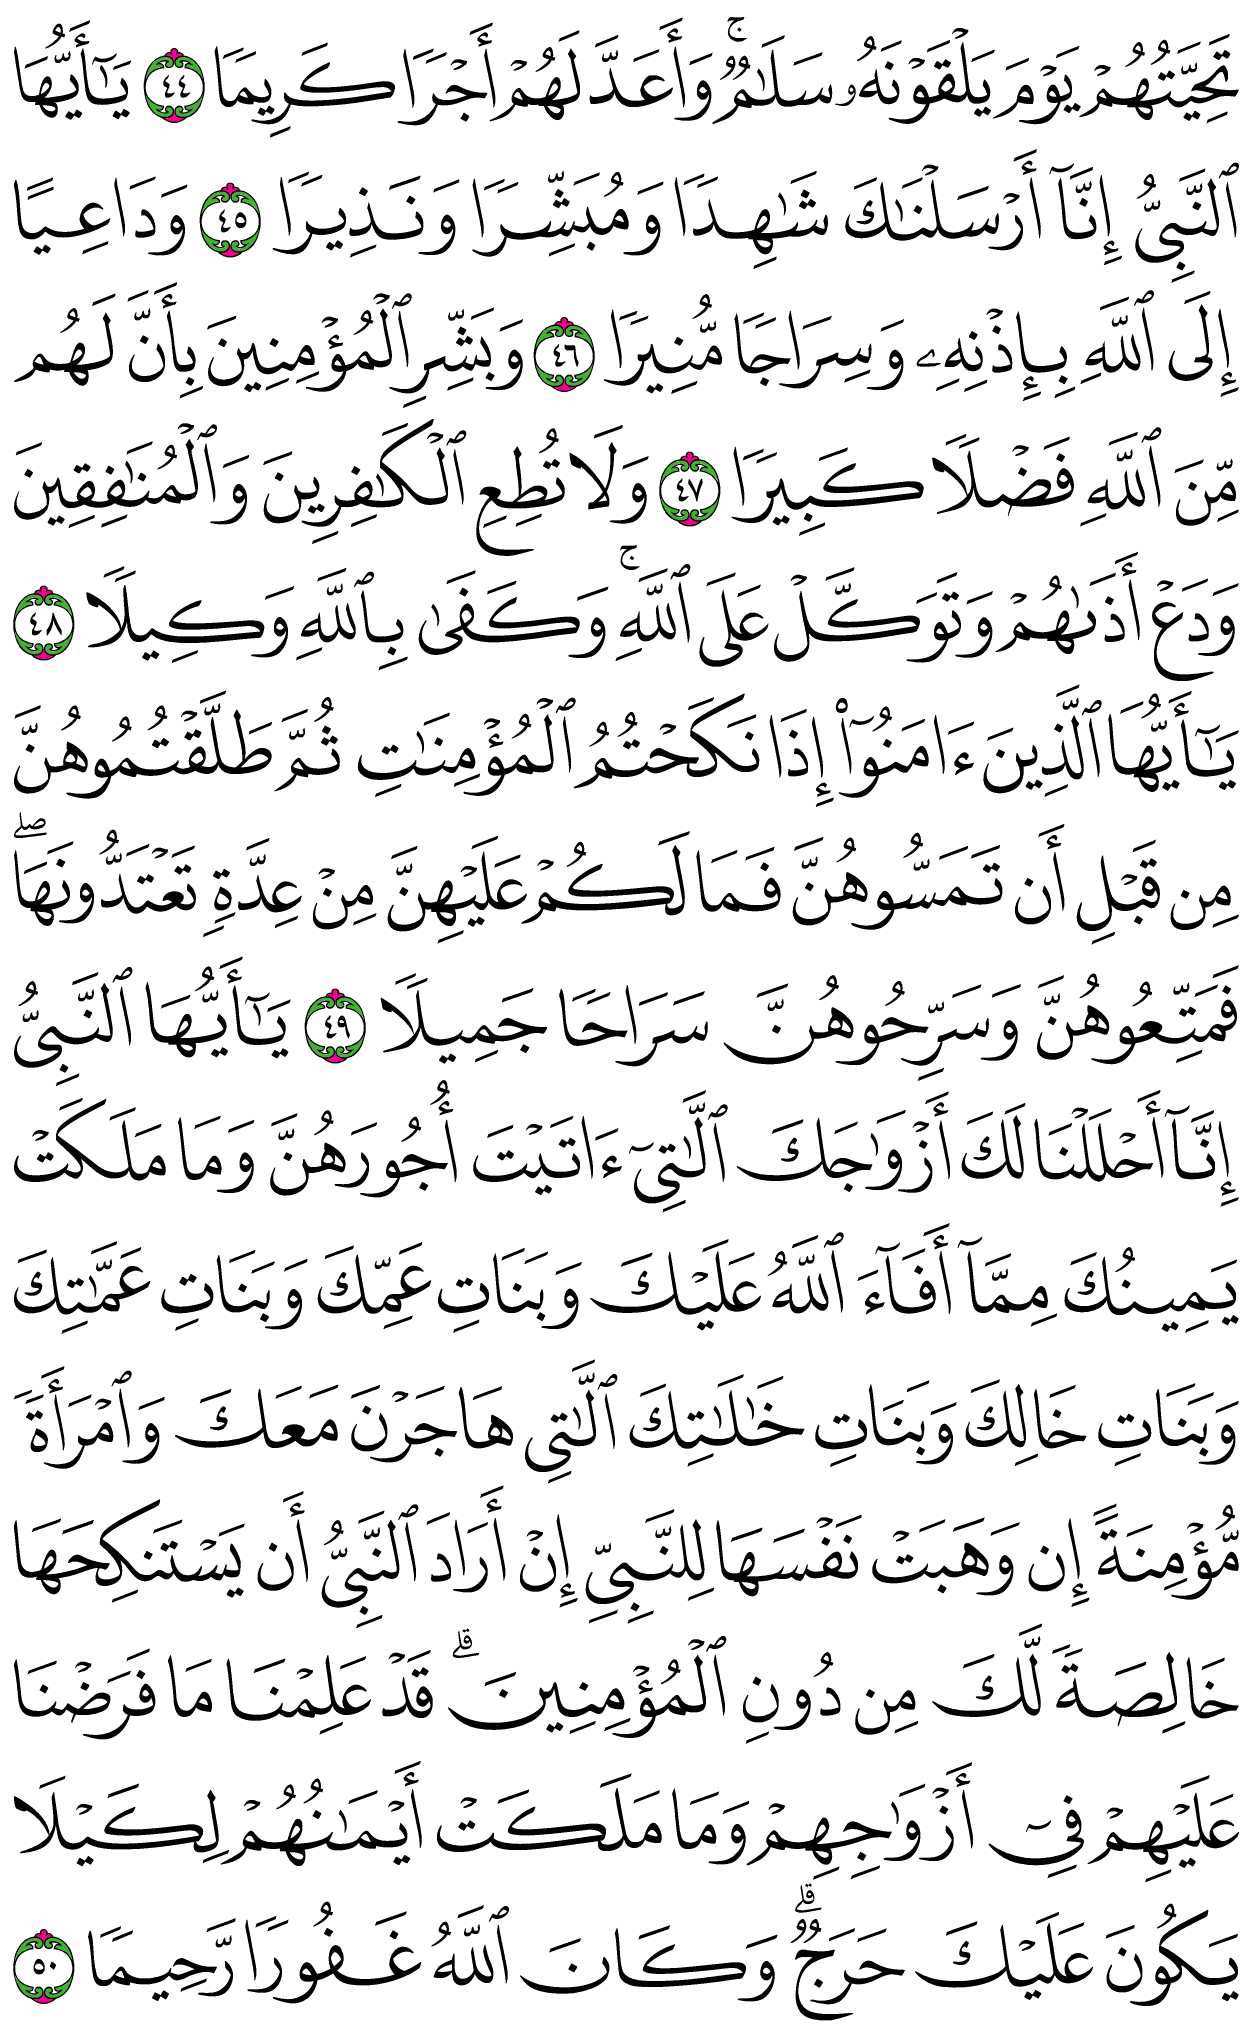 تَحِيَّتُهُمْ يَوْمَ يَلْقَوْنَهُۥ سَلَٰمٌۚ وَأَعَدَّ لَهُمْ أَجْرًا كَرِيمًا ٤٤ يَٰٓأَيُّهَا
ٱلنَّبِىُّ إِنَّآ أَرْسَلْنَٰكَ شَٰهِدًا وَمُبَشِّرًا وَنَذِيرًا ٤٥ وَدَاعِيًا
إِلَى ٱللَّهِ بِإِذْنِهِۦ وَسِرَاجًا مُّنِيرًا ٤٦ وَبَشِّرِ ٱلْمُؤْمِنِينَ بِأَنَّ لَهُم
مِّنَ ٱللَّهِ فَضْلًا كَبِيرًا ٤٧ وَلَا تُطِعِ ٱلْكَٰفِرِينَ وَٱلْمُنَٰفِقِينَ
وَدَعْ أَذَىٰهُمْ وَتَوَكَّلْ عَلَى ٱللَّهِۚ وَكَفَىٰ بِٱللَّهِ وَكِيلًا ٤٨
يَٰٓأَيُّهَا ٱلَّذِينَ ءَامَنُوٓا۟ إِذَا نَكَحْتُمُ ٱلْمُؤْمِنَٰتِ ثُمَّ طَلَّقْتُمُوهُنَّ
مِن قَبْلِ أَن تَمَسُّوهُنَّ فَمَا لَكُمْ عَلَيْهِنَّ مِنْ عِدَّةٍ تَعْتَدُّونَهَاۖ
فَمَتِّعُوهُنَّ وَسَرِّحُوهُنَّ سَرَاحًا جَمِيلًا ٤٩ يَٰٓأَيُّهَا ٱلنَّبِىُّ
إِنَّآ أَحْلَلْنَا لَكَ أَزْوَٰجَكَ ٱلَّٰتِىٓ ءَاتَيْتَ أُجُورَهُنَّ وَمَا مَلَكَتْ
يَمِينُكَ مِمَّآ أَفَآءَ ٱللَّهُ عَلَيْكَ وَبَنَاتِ عَمِّكَ وَبَنَاتِ عَمَّٰتِكَ
وَبَنَاتِ خَالِكَ وَبَنَاتِ خَٰلَٰتِكَ ٱلَّٰتِى هَاجَرْنَ مَعَكَ وَٱمْرَأَةً
مُّؤْمِنَةً إِن وَهَبَتْ نَفْسَهَا لِلنَّبِىِّ إِنْ أَرَادَ ٱلنَّبِىُّ أَن يَسْتَنكِحَهَا
خَالِصَةً لَّكَ مِن دُونِ ٱلْمُؤْمِنِينَۗ قَدْ عَلِمْنَا مَا فَرَضْنَا
عَلَيْهِمْ فِىٓ أَزْوَٰجِهِمْ وَمَا مَلَكَتْ أَيْمَٰنُهُمْ لِكَيْلَا
يَكُونَ عَلَيْكَ حَرَجٌۗ وَكَانَ ٱللَّهُ غَفُورًا رَّحِيمًا ٥٠